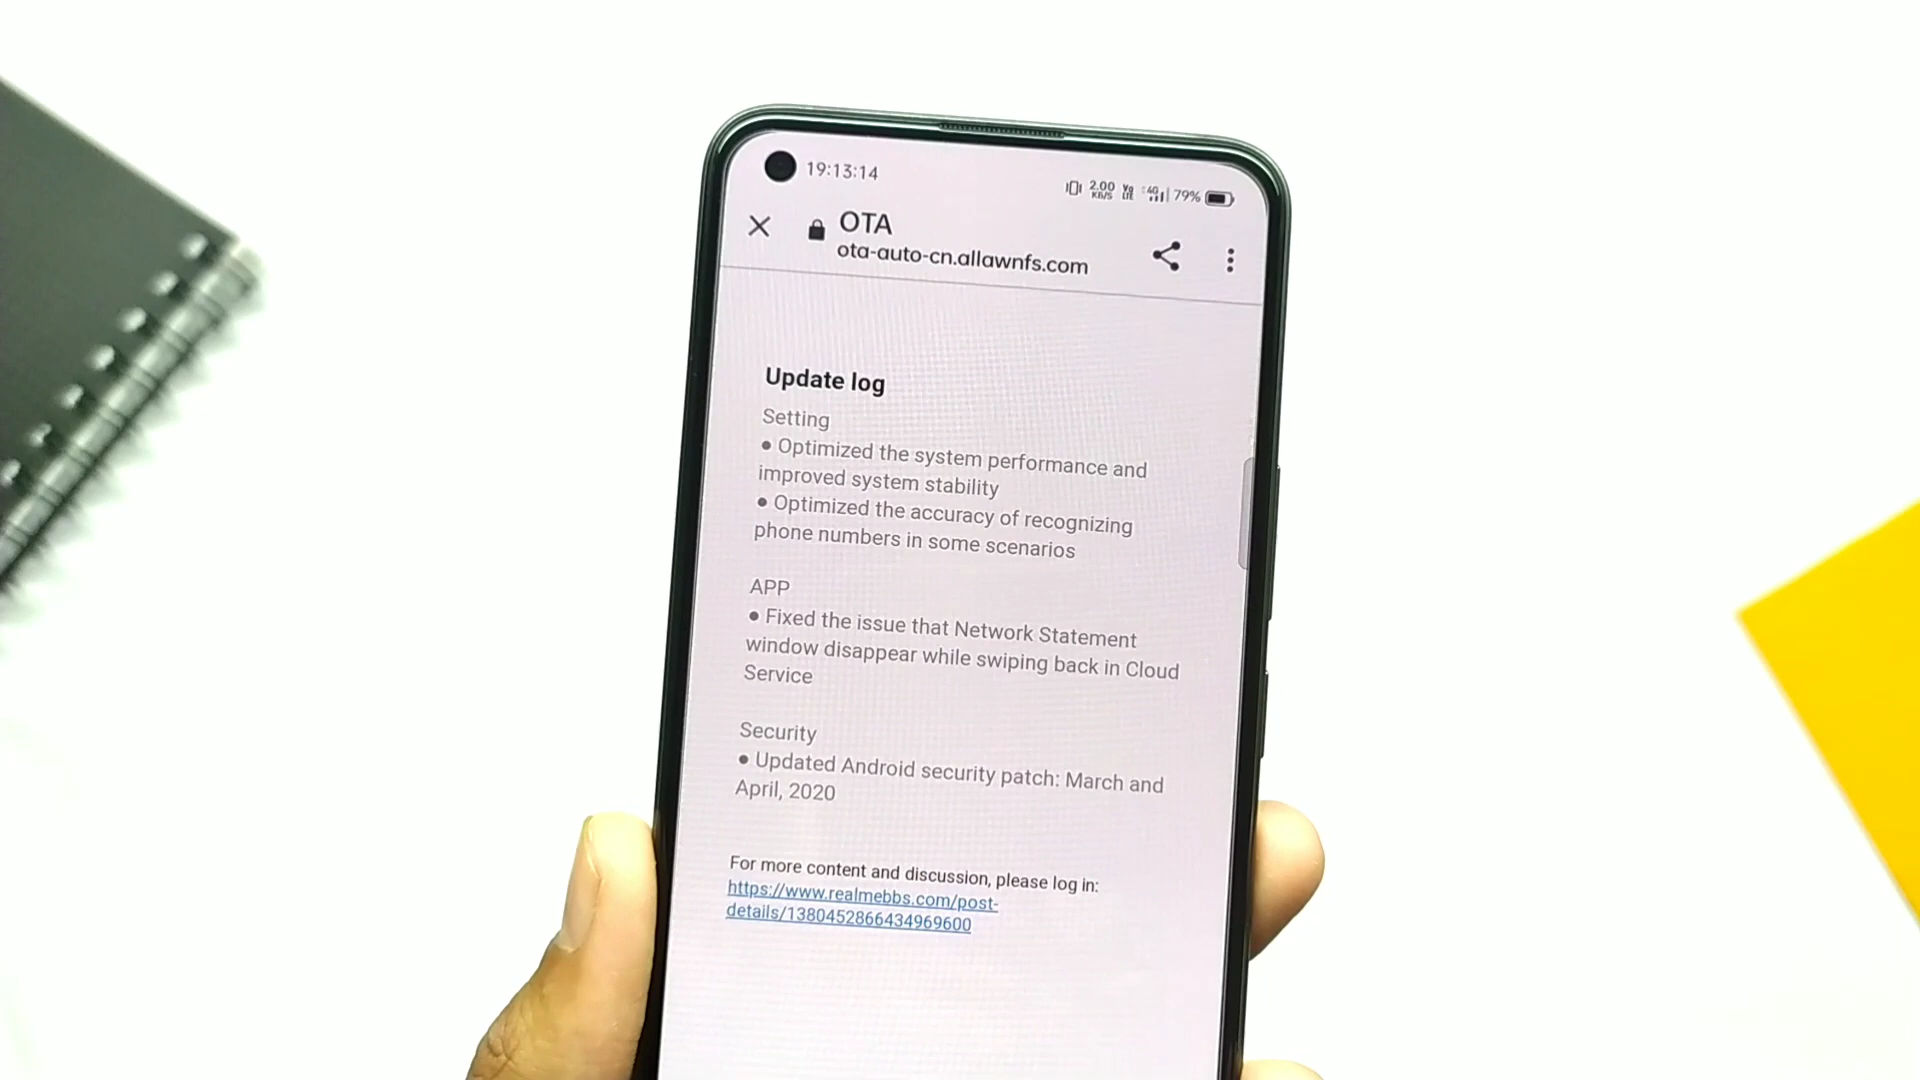 19:13:14
2.00 KB/S Vo LTE 4G 79%
OTA
ota-auto-cn.allawnfs.com
Update log
Setting
● Optimized the system performance and
improved system stability
● Optimized the accuracy of recognizing
phone numbers in some scenarios
APP
● Fixed the issue that Network Statement
window disappear while swiping back in Cloud
Service
Security
● Updated Android security patch: March and
April, 2020
For more content and discussion, please log in:
https://www.realmebbs.com/post-
details/1380452866434969600